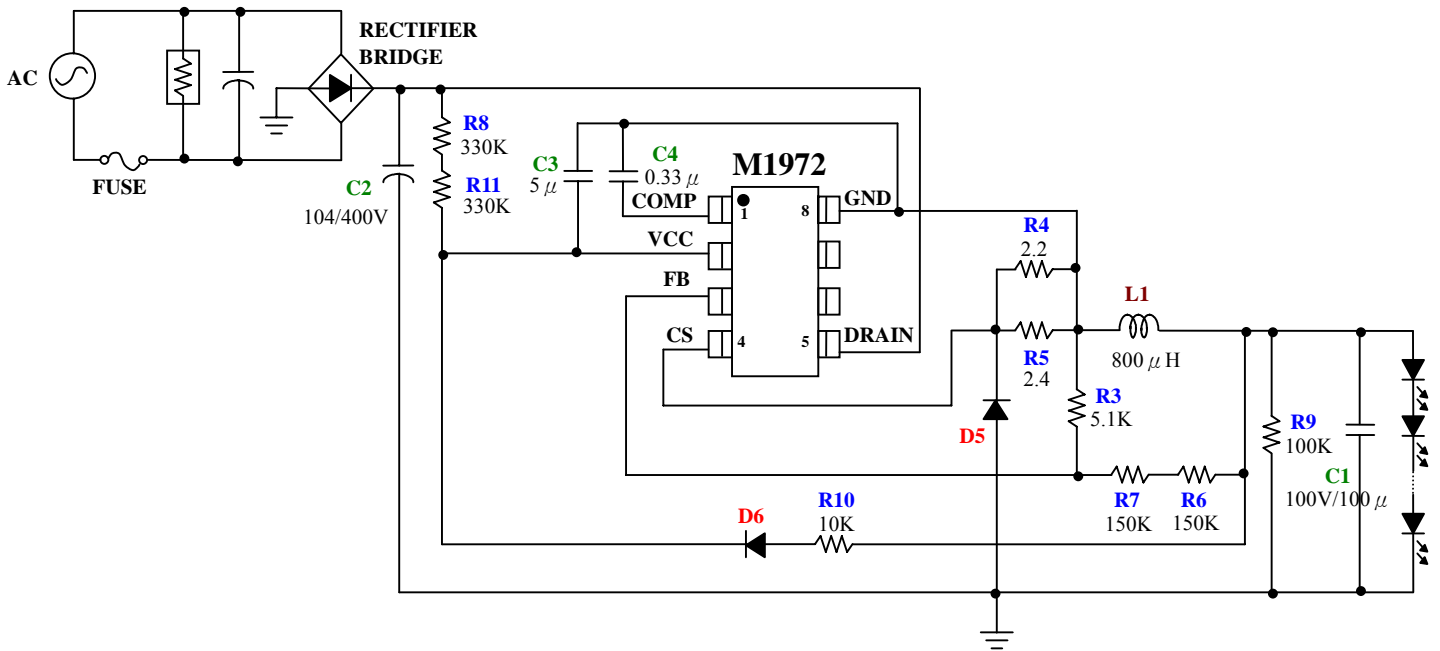 RECTIFIER
BRIDGE
AC
FUSE
R8
330K
R11
330K
C2
104/400V
C3
5 μ
C4
0.33 μ
M1972
COMP
1
8
GND
VCC
FB
CS
4
5
DRAIN
R4
2.2
R5
2.4
L1
800 μ H
R3
5.1K
D5
R9
100K
C1
100V/100 μ
R7
150K
R6
150K
D6
R10
10K